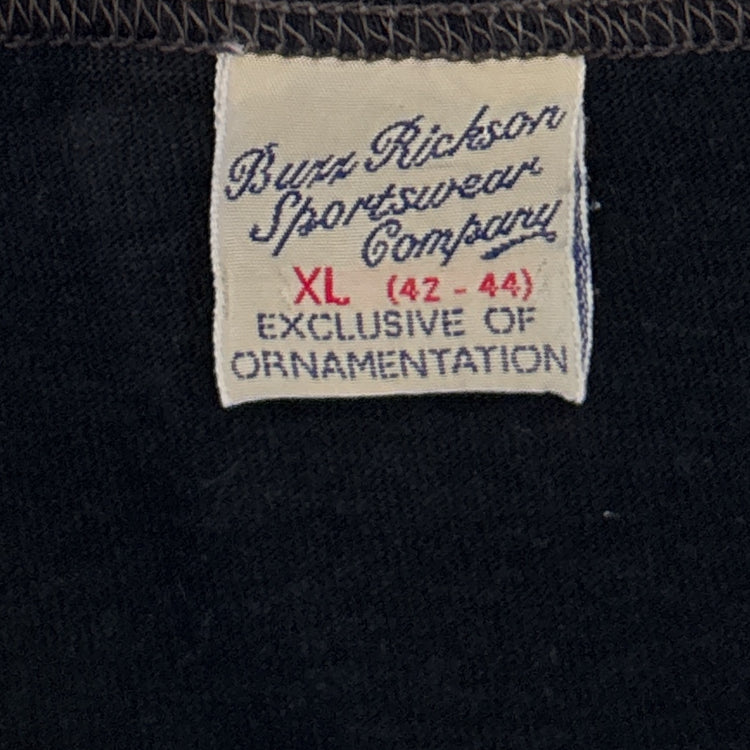 Buzz Rickson
Sportswear
Company
XL (42 - 44)
EXCLUSIVE OF
ORNAMENTATION